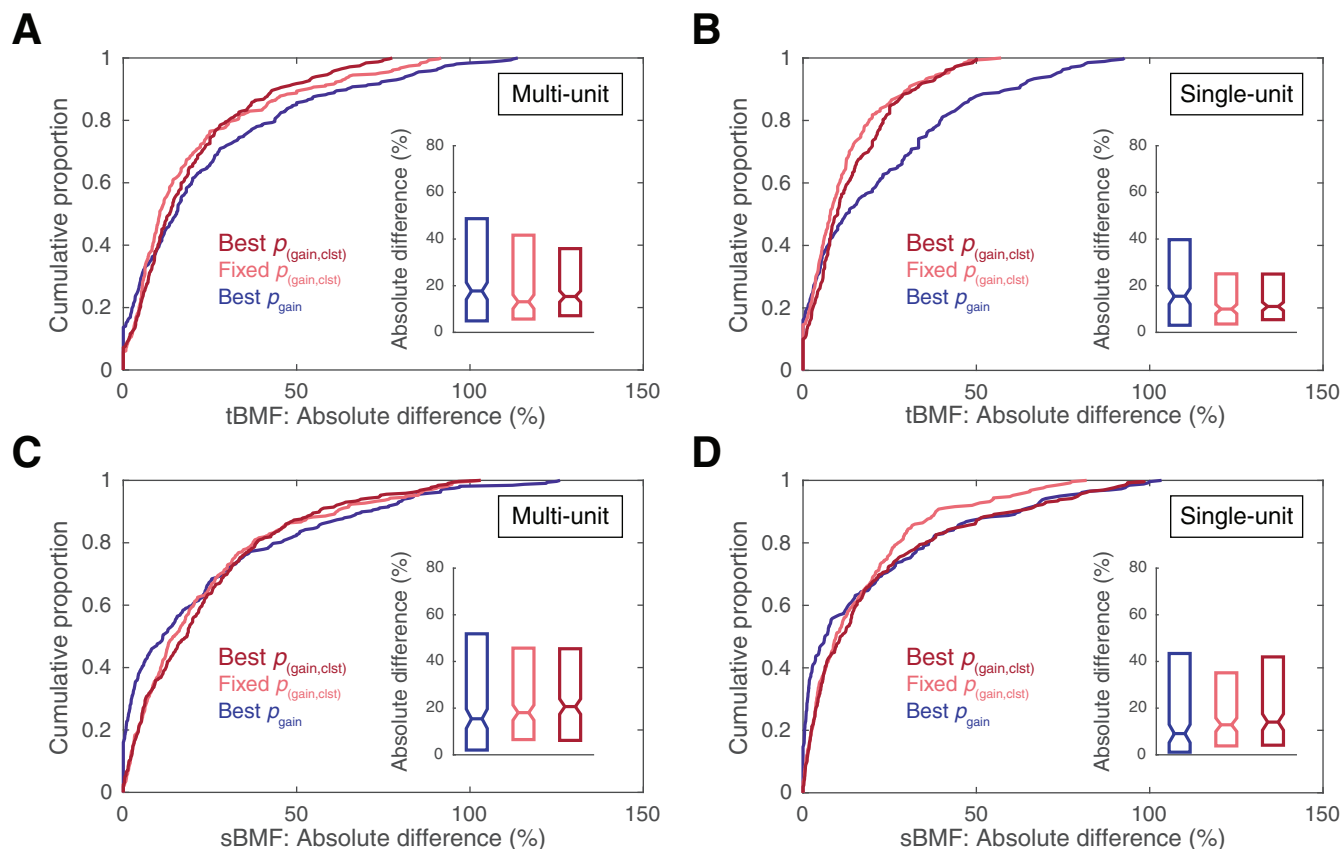 A
Multi-unit
Cumulative proportion
1
0.8
0.6
0.4
0.2
0
Best p(gain,clst)
Fixed p(gain,clst)
Best pgain
Absolute difference (%)
80
60
40
20
0
0 50 100 150
tBMF: Absolute difference (%)
B
Single-unit
Cumulative proportion
1
0.8
0.6
0.4
0.2
0
Best p(gain,clst)
Fixed p(gain,clst)
Best pgain
Absolute difference (%)
80
60
40
20
0
0 50 100 150
tBMF: Absolute difference (%)
C
Multi-unit
Cumulative proportion
1
0.8
0.6
0.4
0.2
0
Best p(gain,clst)
Fixed p(gain,clst)
Best pgain
Absolute difference (%)
80
60
40
20
0
0 50 100 150
sBMF: Absolute difference (%)
D
Single-unit
Cumulative proportion
1
0.8
0.6
0.4
0.2
0
Best p(gain,clst)
Fixed p(gain,clst)
Best pgain
Absolute difference (%)
80
60
40
20
0
0 50 100 150
sBMF: Absolute difference (%)